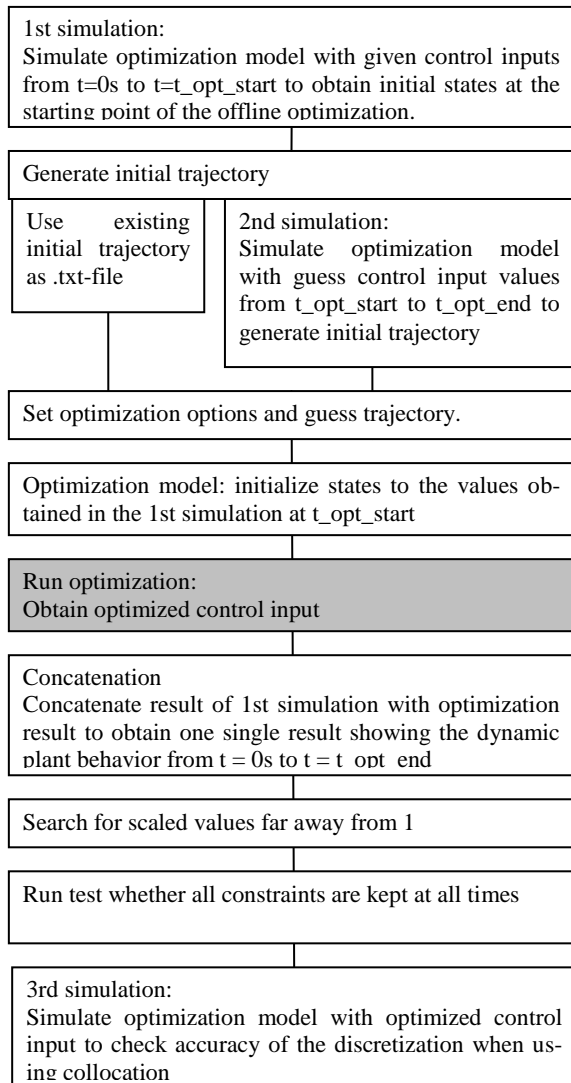 1st simulation:
Simulate optimization model with given control inputs
from t=0s to t=t_opt_start to obtain initial states at the
starting point of the offline optimization.
Generate initial trajectory
Use existing
initial trajectory
as .txt-file
2nd simulation:
Simulate optimization model
with guess control input values
from t_opt_start to t_opt_end to
generate initial trajectory
Set optimization options and guess trajectory.
Optimization model: initialize states to the values ob-
tained in the 1st simulation at t_opt_start
Run optimization:
Obtain optimized control input
Concatenation
Concatenate result of 1st simulation with optimization
result to obtain one single result showing the dynamic
plant behavior from t = 0s to t = t_opt_end
Search for scaled values far away from 1
Run test whether all constraints are kept at all times
3rd simulation:
Simulate optimization model with optimized control
input to check accuracy of the discretization when us-
ing collocation